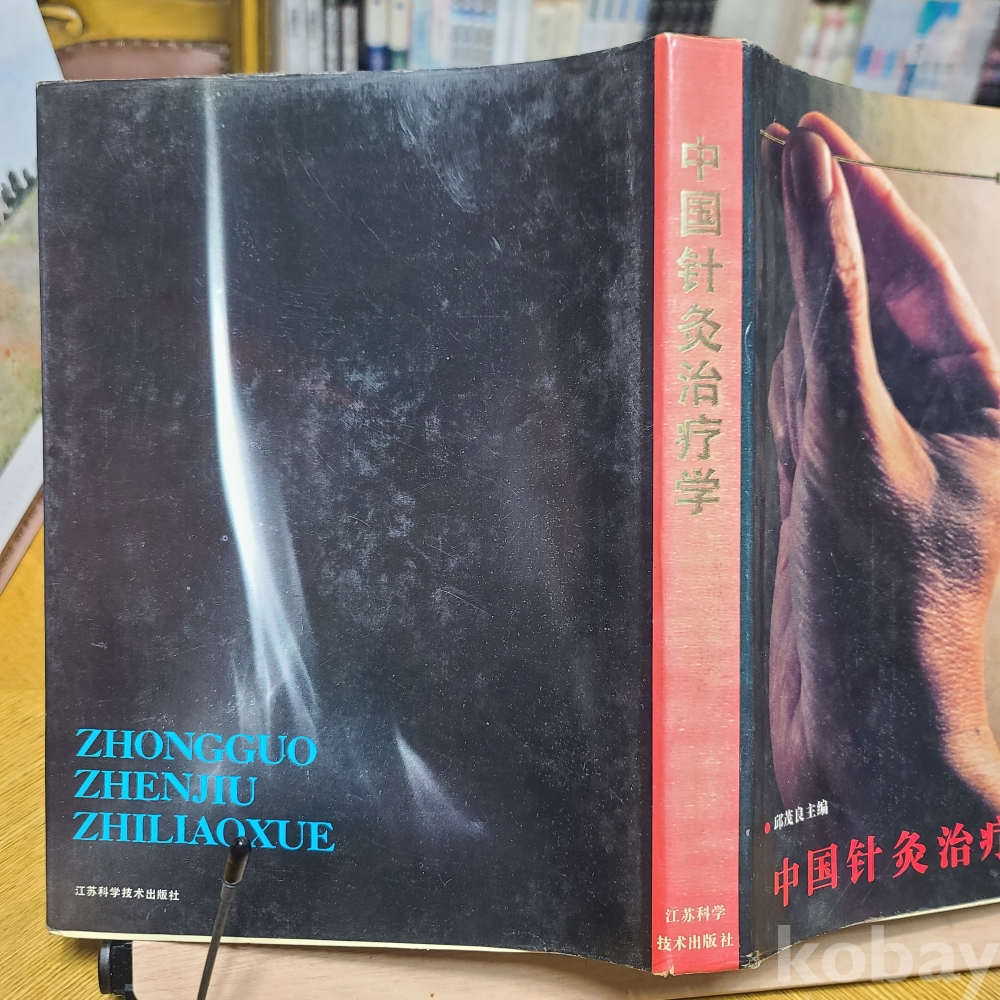 ZHONGGUO
ZHENJIU
ZHILIAOXUE
江苏科学技术出版社
中国针灸治疗学
江苏科学
技术出版社
邱茂良主编
中国针灸治疗
kobay